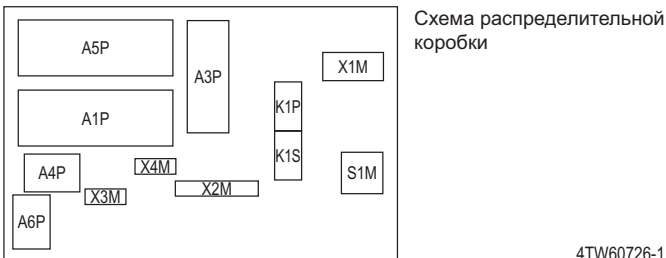 Схема распределительной
коробки
A5P
A3P
X1M
A1P
K1P
K1S
A4P
X4M
S1M
X3M
X2M
A6P
4TW60726-1